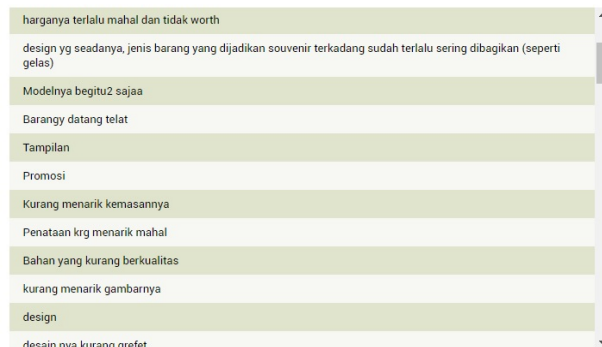 harganya terlalu mahal dan tidak worth
design yg seadanya, jenis barang yang dijadikan souvenir terkadang sudah terlalu sering dibagikan (seperti
gelas)
Modelnya begitu2 sajaa
Barangy datang telat
Tampilan
Promosi
Kurang menarik kemasannya
Penataan krg menarik mahal
Bahan yang kurang berkualitas
kurang menarik gambarnya
design
desain nya kurang grefet